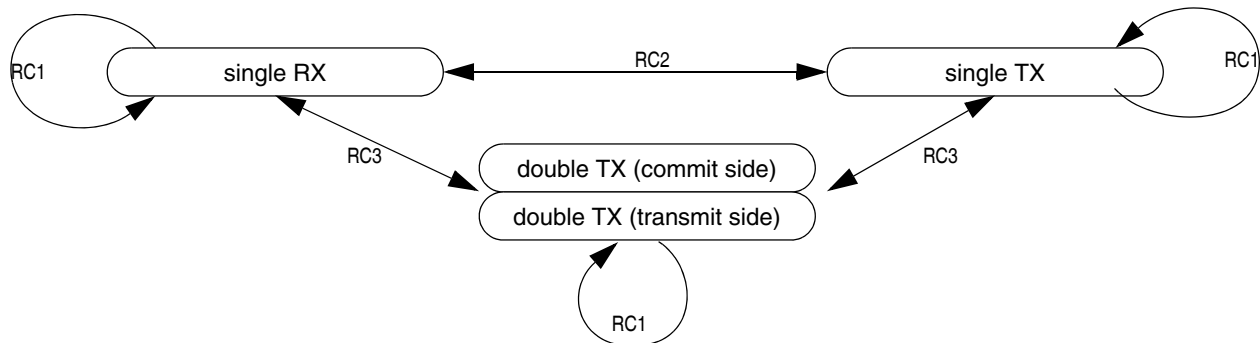 RC2
RC1
single RX
single TX
RC1
RC3
RC3
double TX (commit side)
double TX (transmit side)
RC1